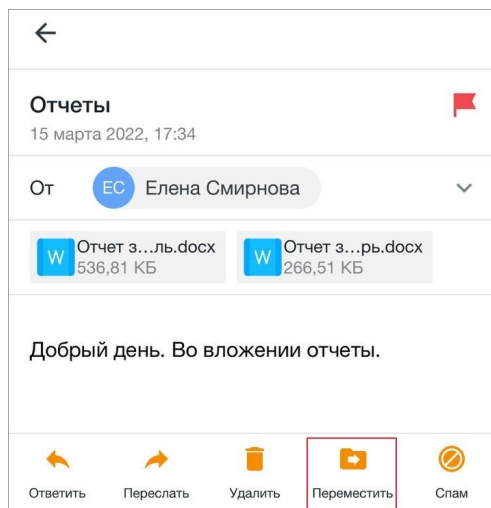 Отчеты
15 марта 2022, 17:34
От ЕС Елена Смирнова
W Отчет з...ль.docx W Отчет з...рь.docx
536,81 КБ 266,51 КБ
Добрый день. Во вложении отчеты.
Ответить Переслать Удалить Переместить Спам